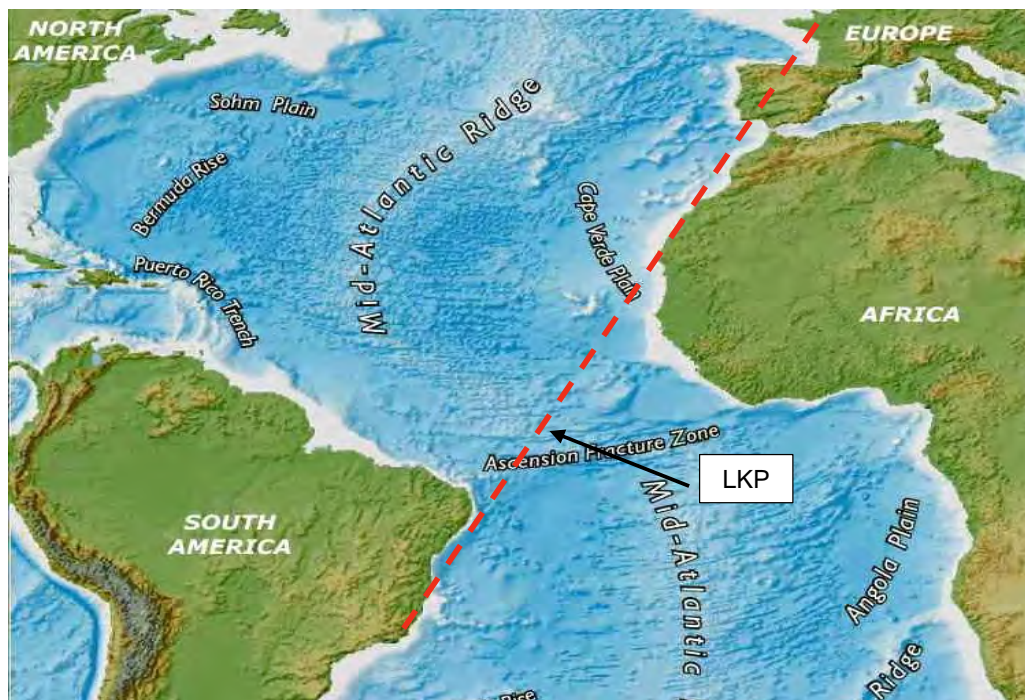 NORTH
AMERICA
EUROPE
Sohm Plain
Mid-Atlantic Ridge
Bermuda Rise
Cape Verde Plain
Puerto Rico Trench
AFRICA
Ascension Fracture Zone
LKP
SOUTH
AMERICA
Mid-Atlantic
Angola Plain
Ridge
Rise